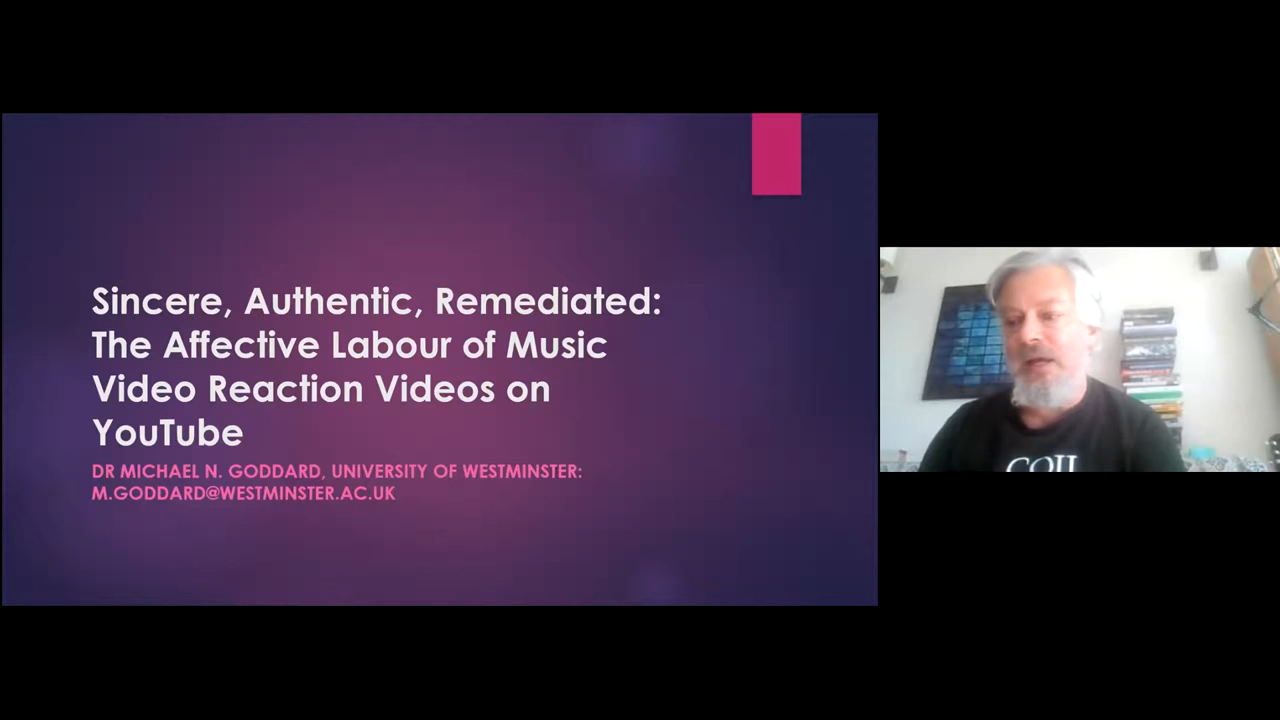 Sincere, Authentic, Remediated:
The Affective Labour of Music
Video Reaction Videos on
YouTube
DR MICHAEL N. GODDARD, UNIVERSITY OF WESTMINSTER:
M.GODDARD@WESTMINSTER.AC.UK
COIL